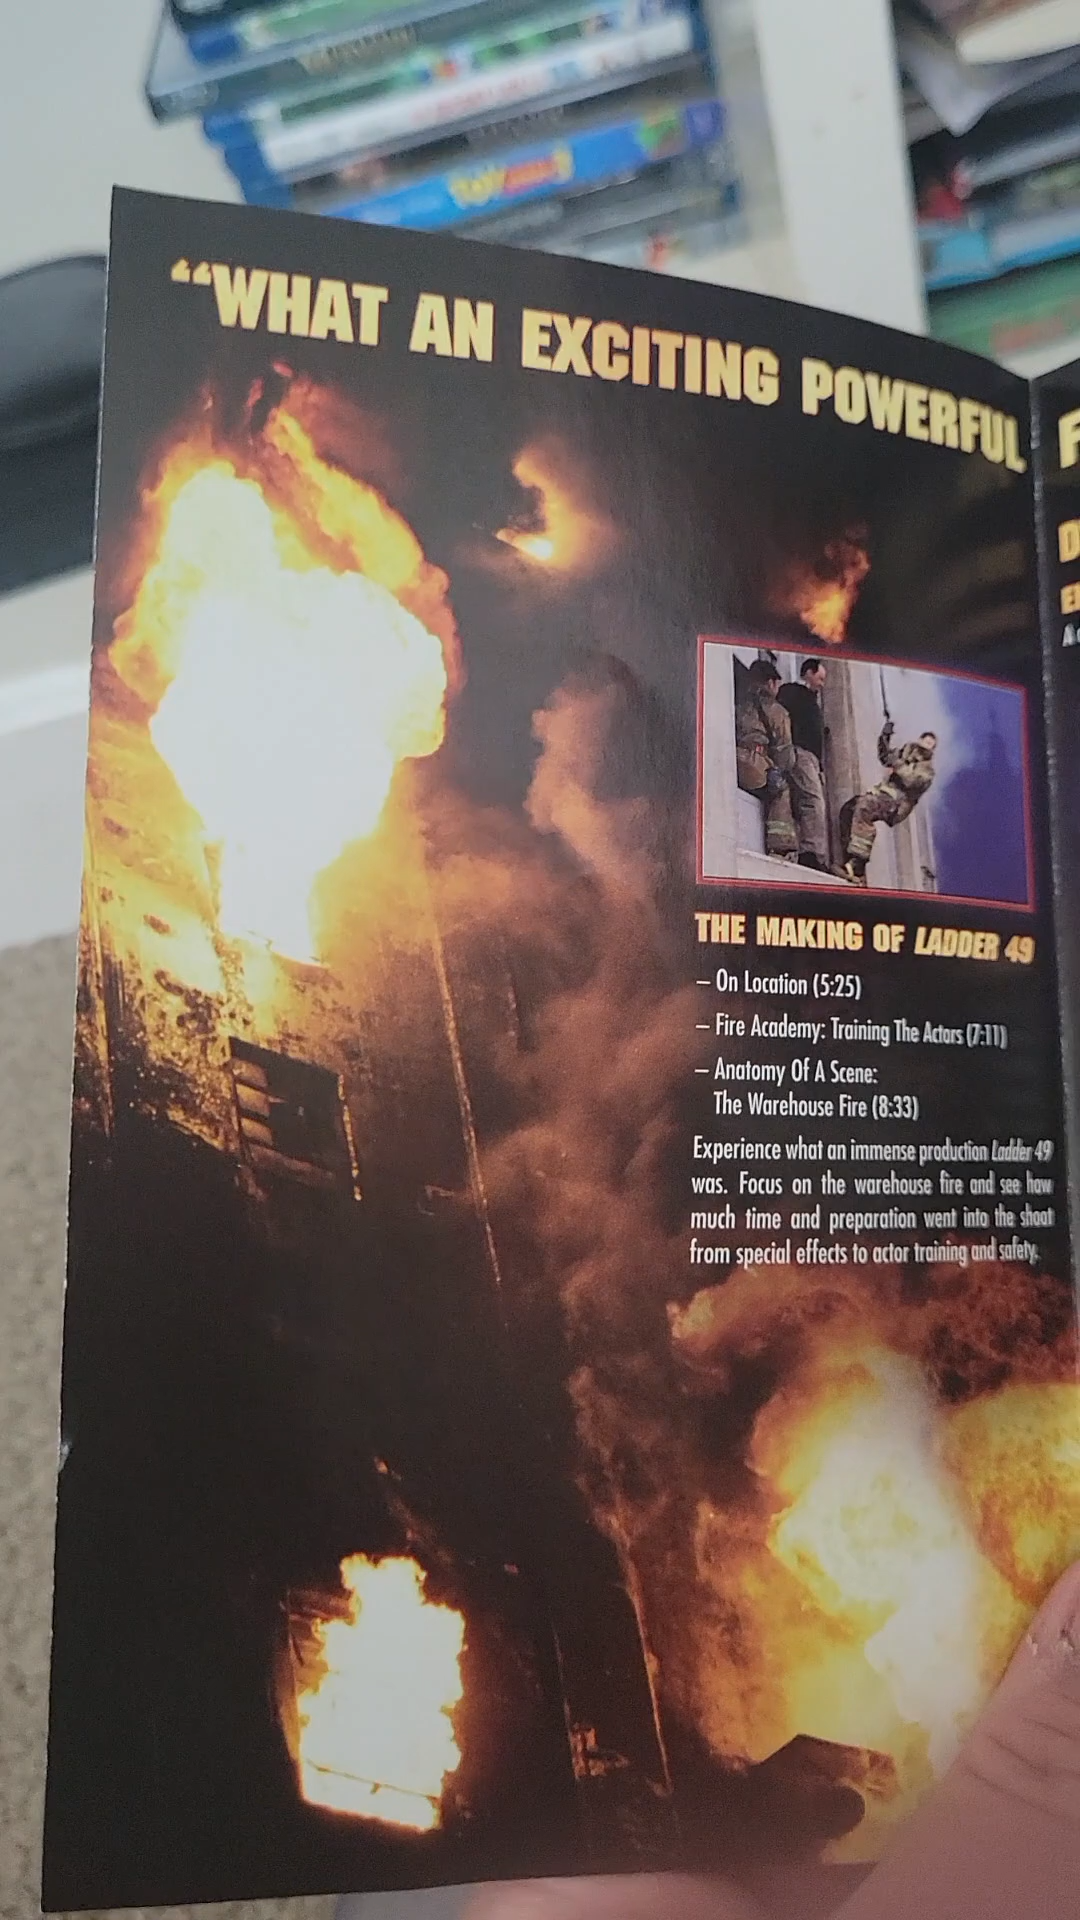 “WHAT AN EXCITING POWERFUL
THE MAKING OF LADDER 49
– On Location (5:25)
– Fire Academy: Training The Actors (7:11)
– Anatomy Of A Scene:
The Warehouse Fire (8:33)
Experience what an immense production Ladder 49
was. Focus on the warehouse fire and see how
much time and preparation went into the shoot
from special effects to actor training and safety.